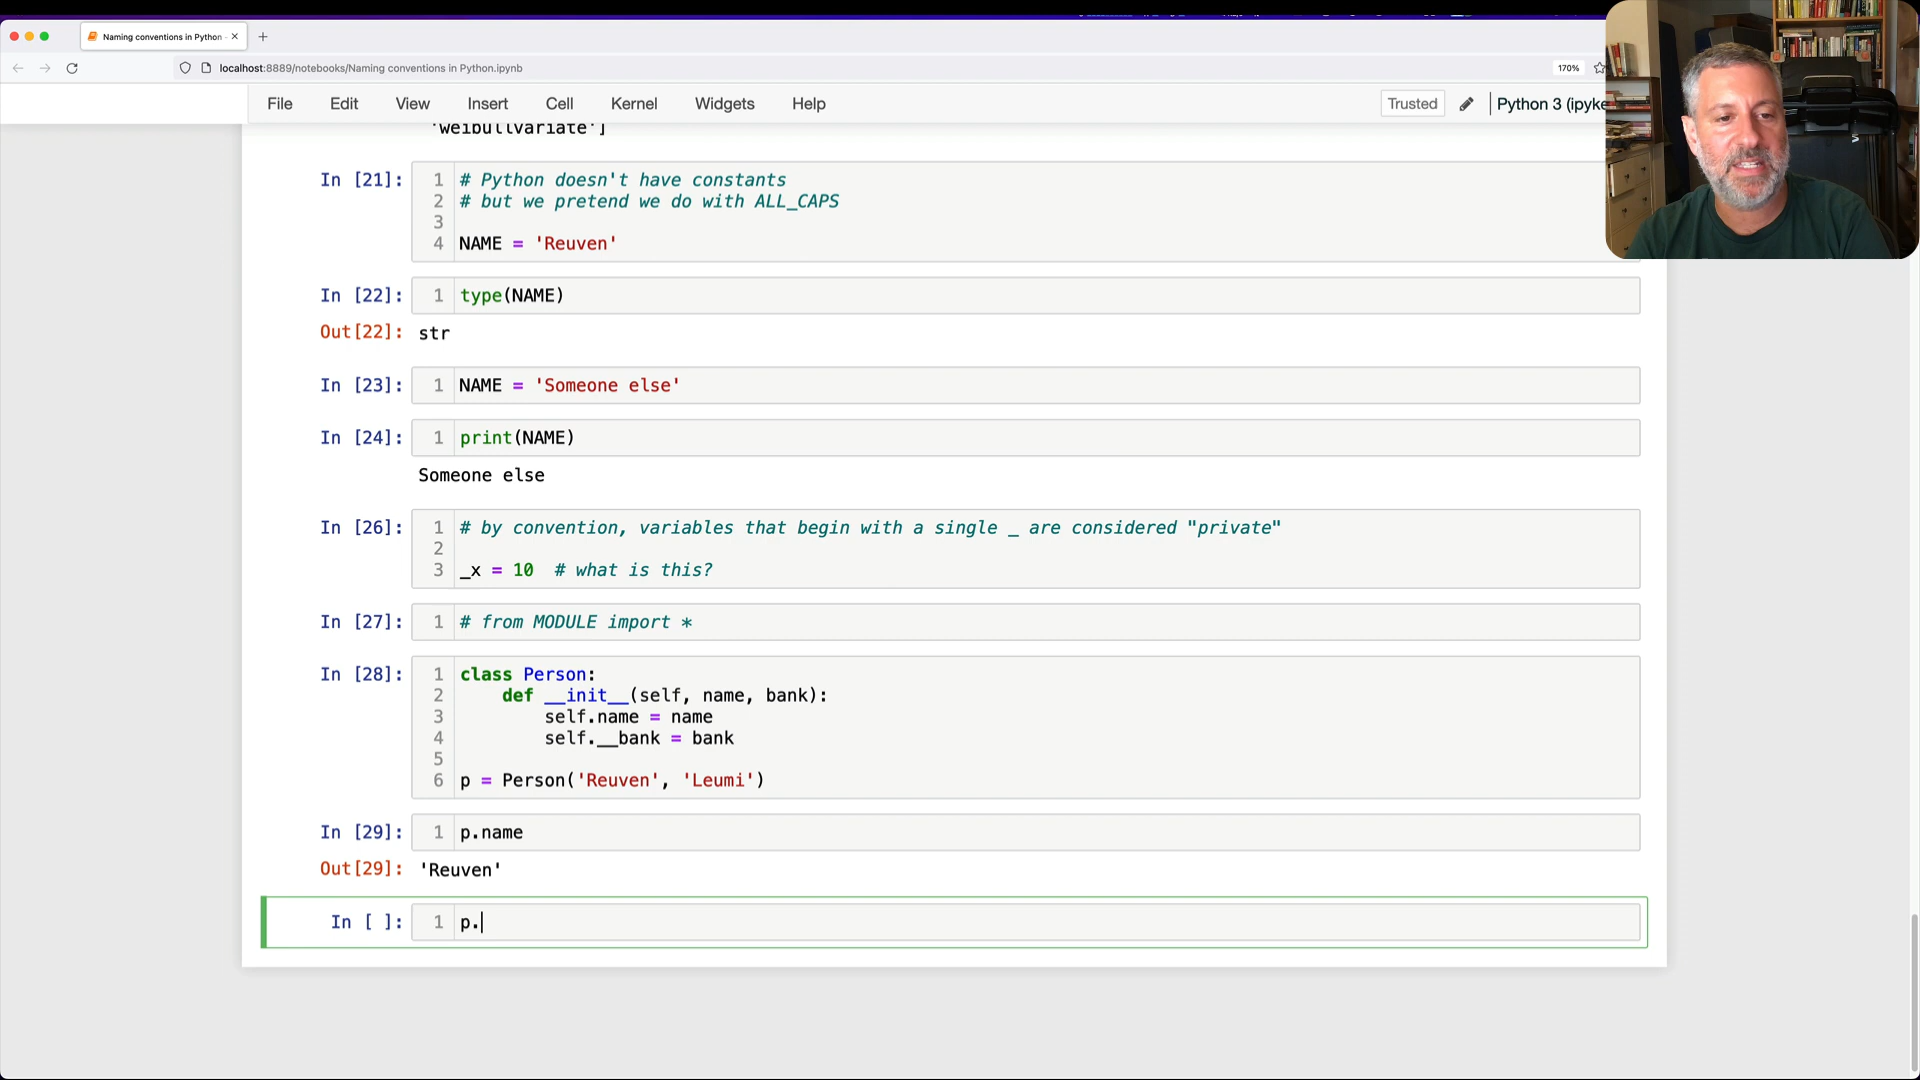 Naming conventions in Python -
localhost:8889/notebooks/Naming conventions in Python.ipynb
170%
File Edit View Insert Cell Kernel Widgets Help
Trusted
Python 3 (ipyke
'weibullvariate']
In [21]:
1 # Python doesn't have constants
2 # but we pretend we do with ALL_CAPS
3
4 NAME = 'Reuven'
In [22]: 1 type(NAME)
Out[22]: str
In [23]: 1 NAME = 'Someone else'
In [24]: 1 print(NAME)
Someone else
In [26]:
1 # by convention, variables that begin with a single _ are considered "private"
2
3 _x = 10  # what is this?
In [27]: 1 # from MODULE import *
In [28]:
1 class Person:
2     def __init__(self, name, bank):
3         self.name = name
4         self.__bank = bank
5
6 p = Person('Reuven', 'Leumi')
In [29]: 1 p.name
Out[29]: 'Reuven'
In [ ]: 1 p.